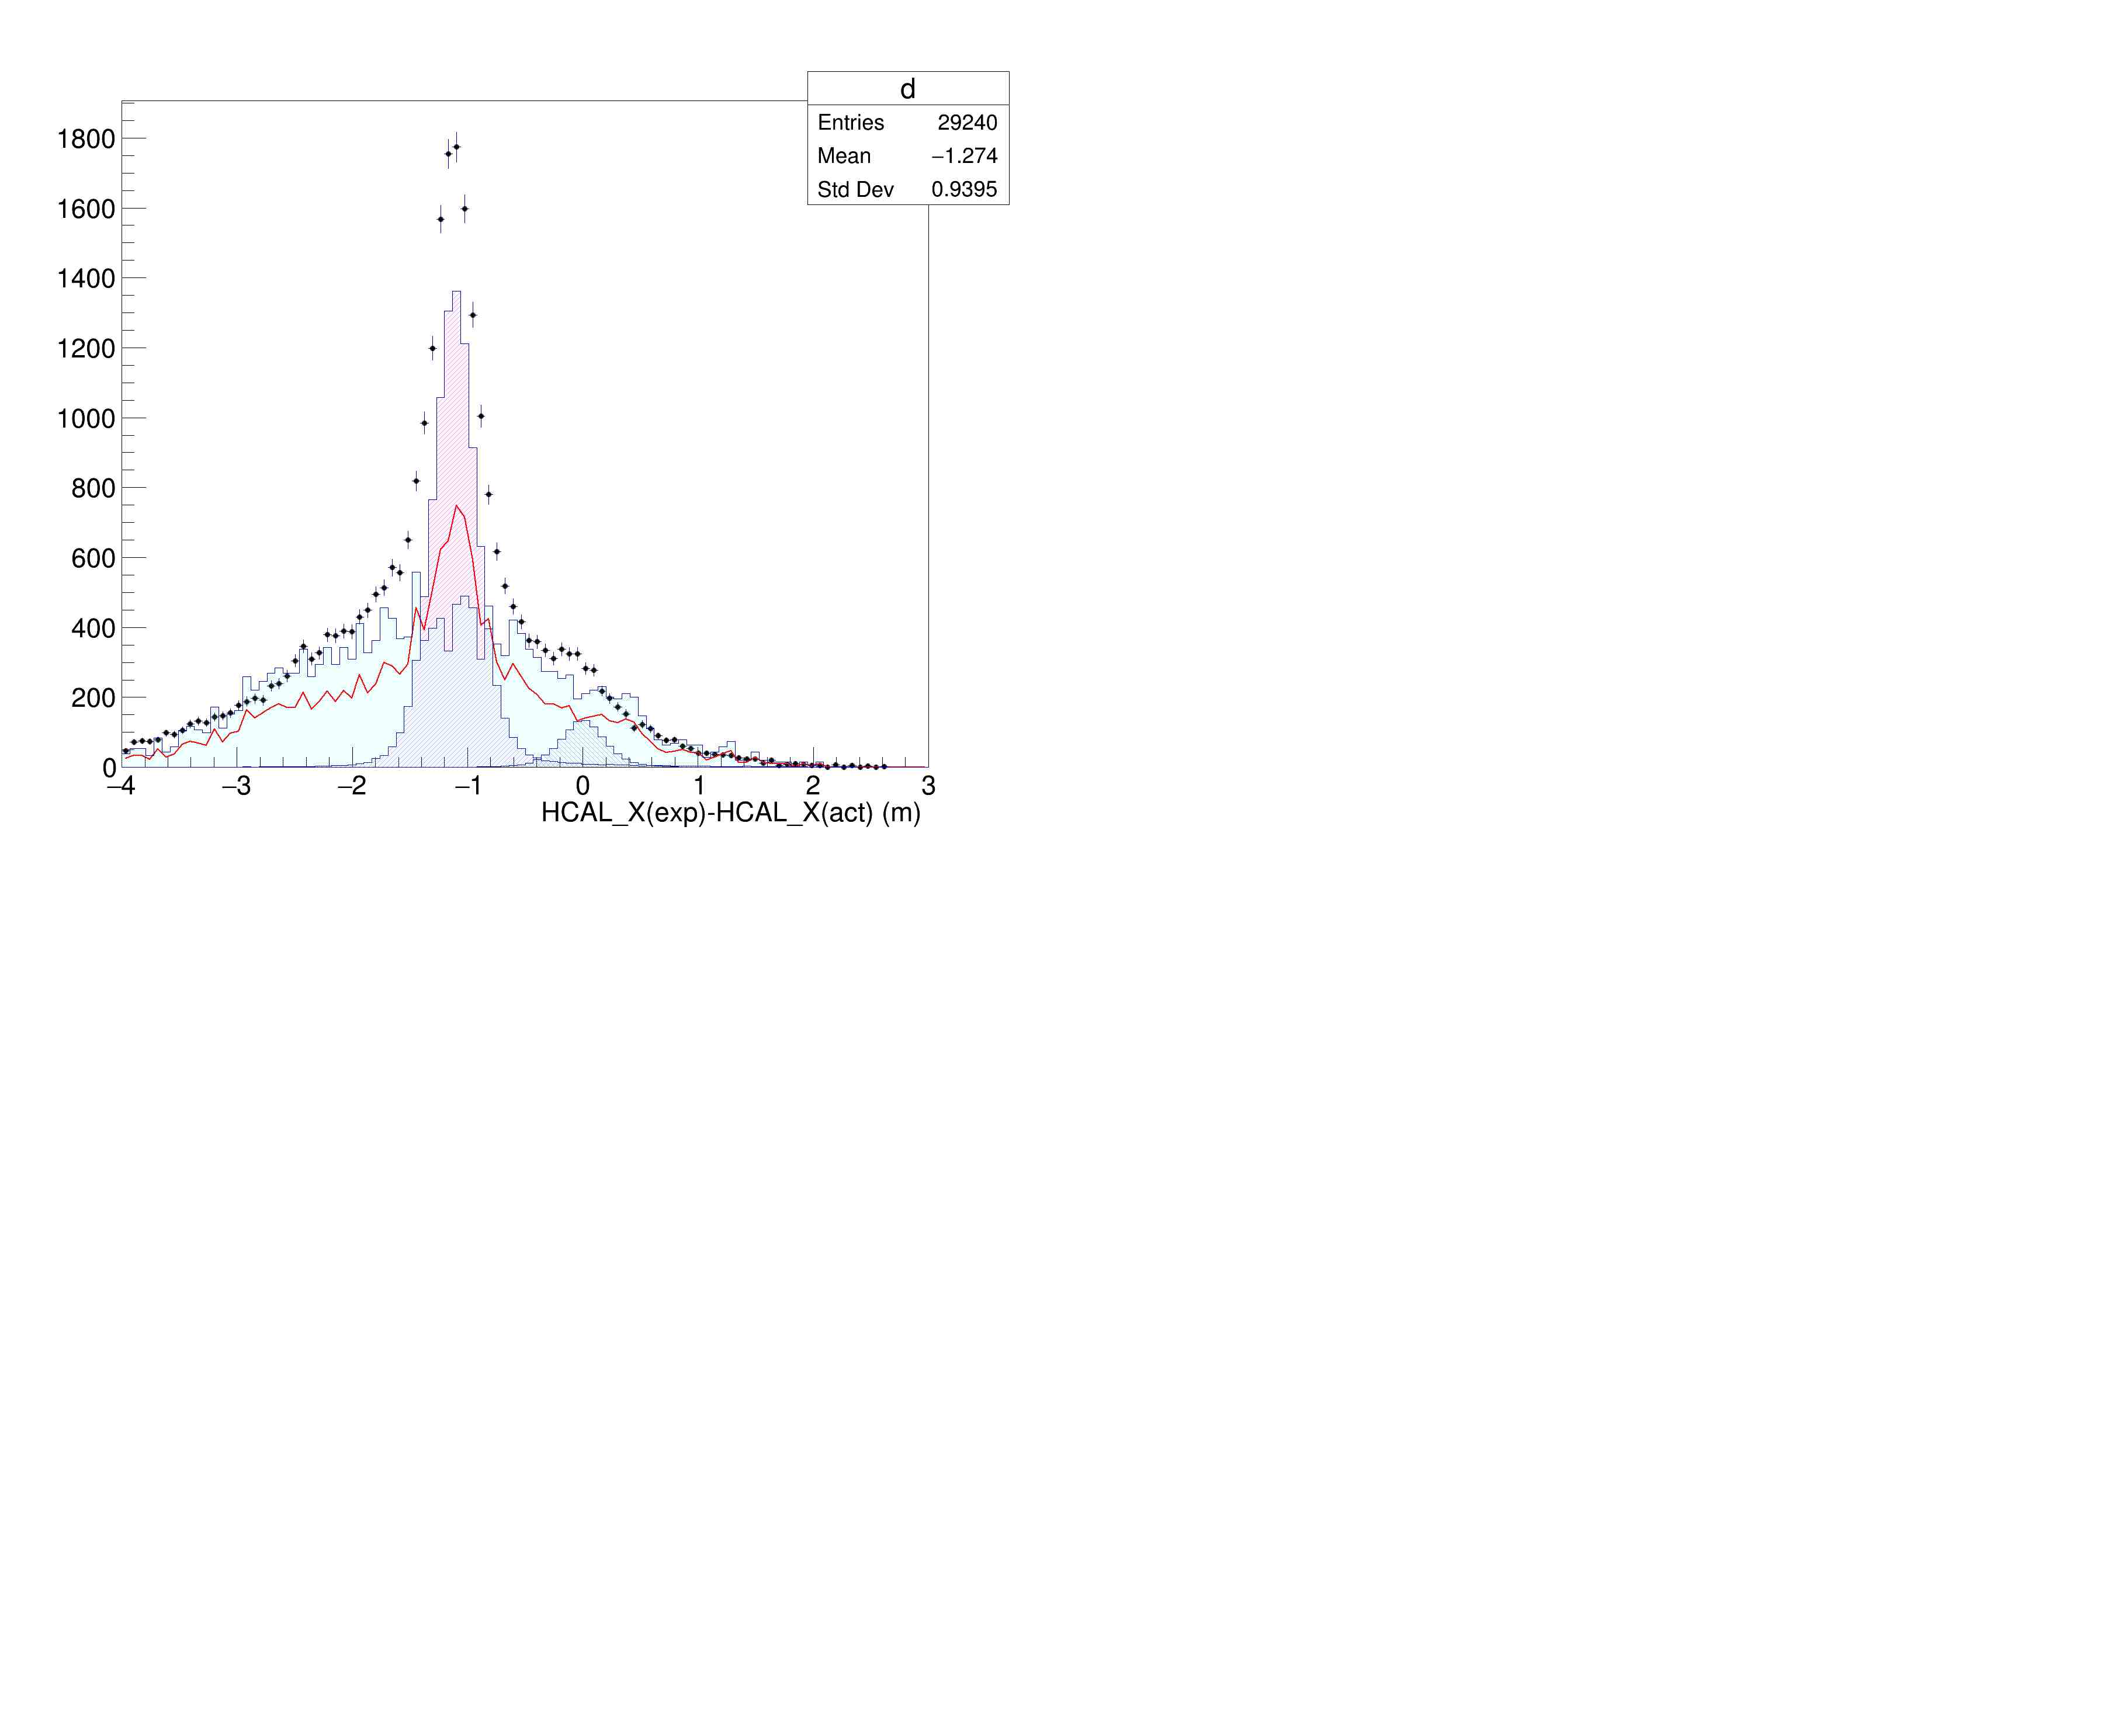 d
Entries 29240
Mean −1.274
Std Dev 0.9395
1800
1600
1400
1200
1000
800
600
400
200
0
−4 −3 −2 −1 0 1 2 3
HCAL_X(exp)-HCAL_X(act) (m)